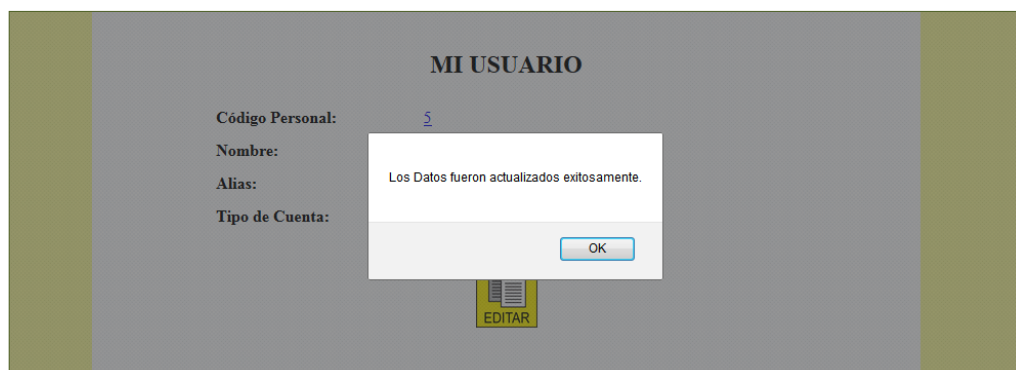 MI USUARIO
Código Personal: 5
Nombre:
Alias:
Tipo de Cuenta:
Los Datos fueron actualizados exitosamente.
OK
EDITAR